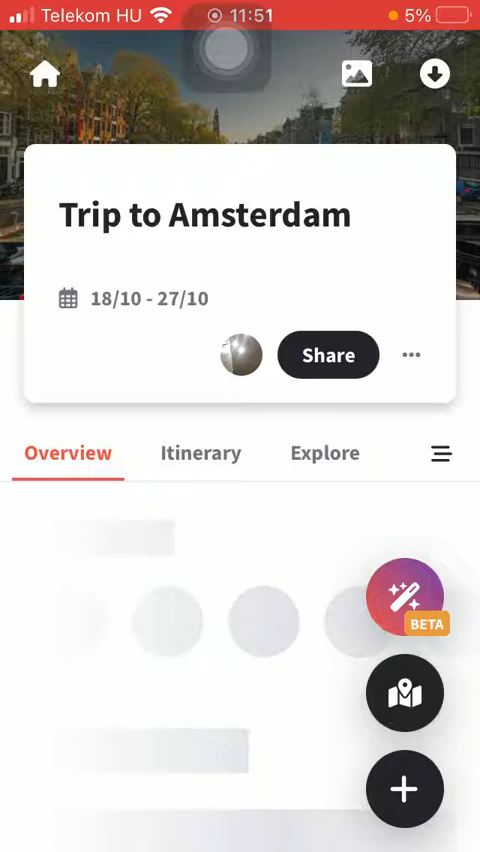 Telekom HU 11:51 5%
Trip to Amsterdam
18/10 - 27/10
Share
Overview Itinerary Explore
BETA